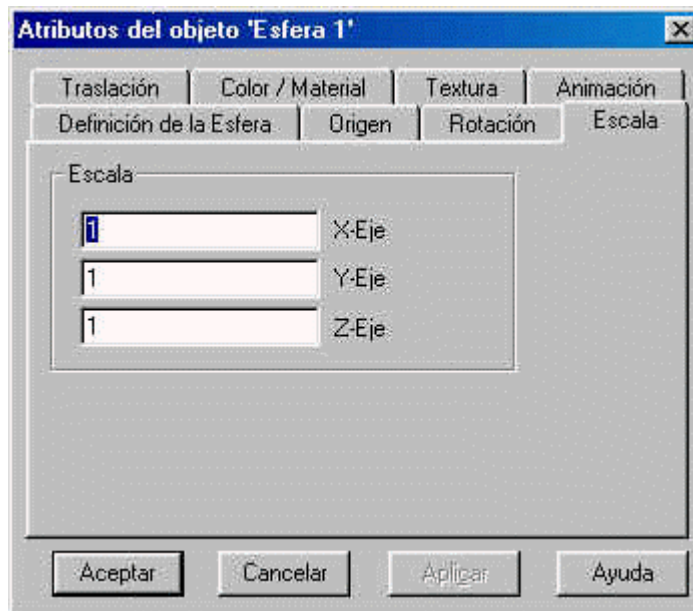 Atributos del objeto 'Esfera 1'
Traslación Color / Material Textura Animación
Definición de la Esfera Origen Rotación Escala
Escala
1 X-Eje
1 Y-Eje
1 Z-Eje
Aceptar Cancelar Aplicar Ayuda